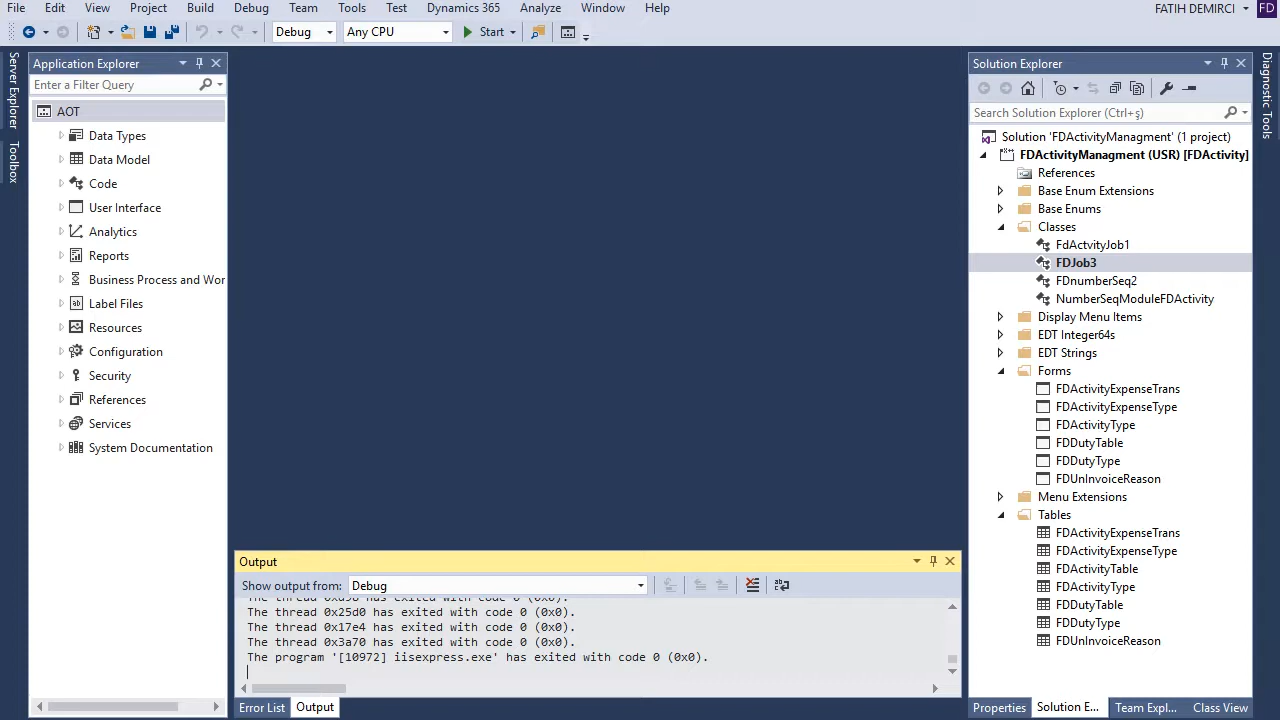 File Edit View Project Build Debug Team Tools Test Dynamics 365 Analyze Window Help FATIH DEMIRCI FD
Debug Any CPU Start
Server Explorer
Toolbox
Application Explorer
Enter a Filter Query
AOT
Data Types
Data Model
Code
User Interface
Analytics
Reports
Business Process and Wor
Label Files
Resources
Configuration
Security
References
Services
System Documentation
Output
Show output from: Debug
The thread 0x25d0 has exited with code 0 (0x0).
The thread 0x17e4 has exited with code 0 (0x0).
The thread 0x3a70 has exited with code 0 (0x0).
The program '[10972] iisexpress.exe' has exited with code 0 (0x0).
Error List Output
Solution Explorer
Search Solution Explorer (Ctrl+ş)
Solution 'FDActivityManagment' (1 project)
FDActivityManagment (USR) [FDActivity]
References
Base Enum Extensions
Base Enums
Classes
FdActvityJob1
FDJob3
FDnumberSeq2
NumberSeqModuleFDActivity
Display Menu Items
EDT Integer64s
EDT Strings
Forms
FDActivityExpenseTrans
FDActivityExpenseType
FDActivityType
FDDutyTable
FDDutyType
FDUnInvoiceReason
Menu Extensions
Tables
FDActivityExpenseTrans
FDActivityExpenseType
FDActivityTable
FDActivityType
FDDutyTable
FDDutyType
FDUnInvoiceReason
Properties Solution E... Team Expl... Class View
Diagnostic Tools